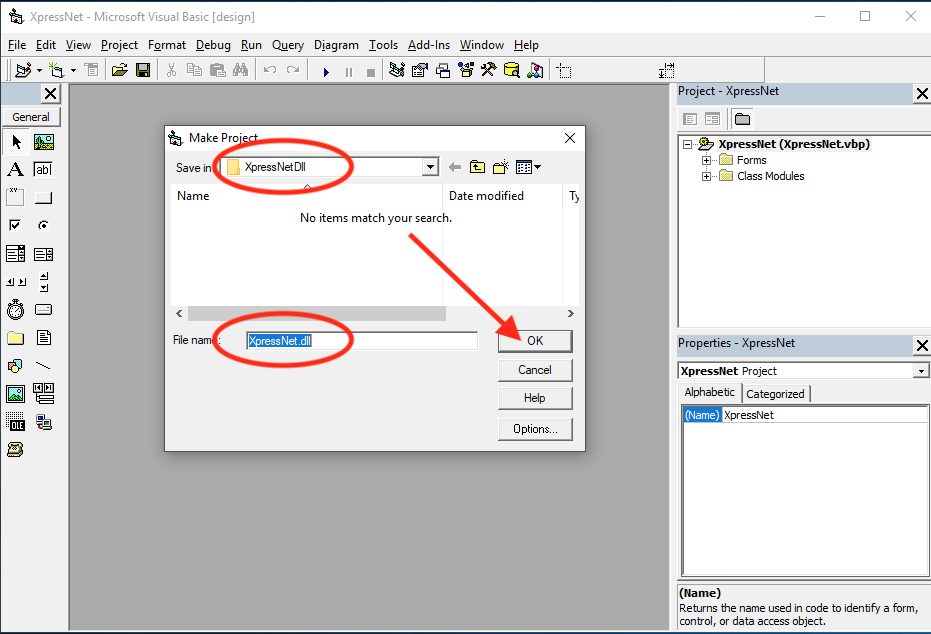 XpressNet - Microsoft Visual Basic [design]
File Edit View Project Format Debug Run Query Diagram Tools Add-Ins Window Help
General
A
ab|
xy
OLE
Make Project
Save in:
XpressNetDll
Name
Date modified
Ty
No items match your search.
File name:
XpressNet.dll
OK
Cancel
Help
Options...
Project - XpressNet
XpressNet (XpressNet.vbp)
Forms
Class Modules
Properties - XpressNet
XpressNet Project
Alphabetic Categorized
(Name) XpressNet
(Name)
Returns the name used in code to identify a form,
control, or data access object.